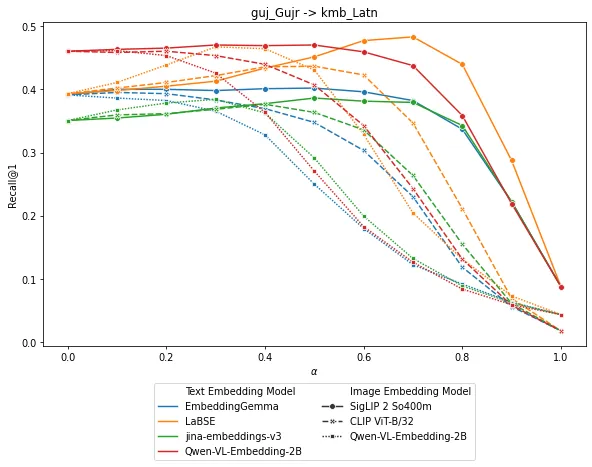 guj_Gujr -> kmb_Latn
Recall@1
0.5
0.4
0.3
0.2
0.1
0.0
0.0 0.2 0.4 0.6 0.8 1.0
α
Text Embedding Model
EmbeddingGemma
LaBSE
jina-embeddings-v3
Qwen-VL-Embedding-2B
Image Embedding Model
SigLIP 2 So400m
CLIP ViT-B/32
Qwen-VL-Embedding-2B